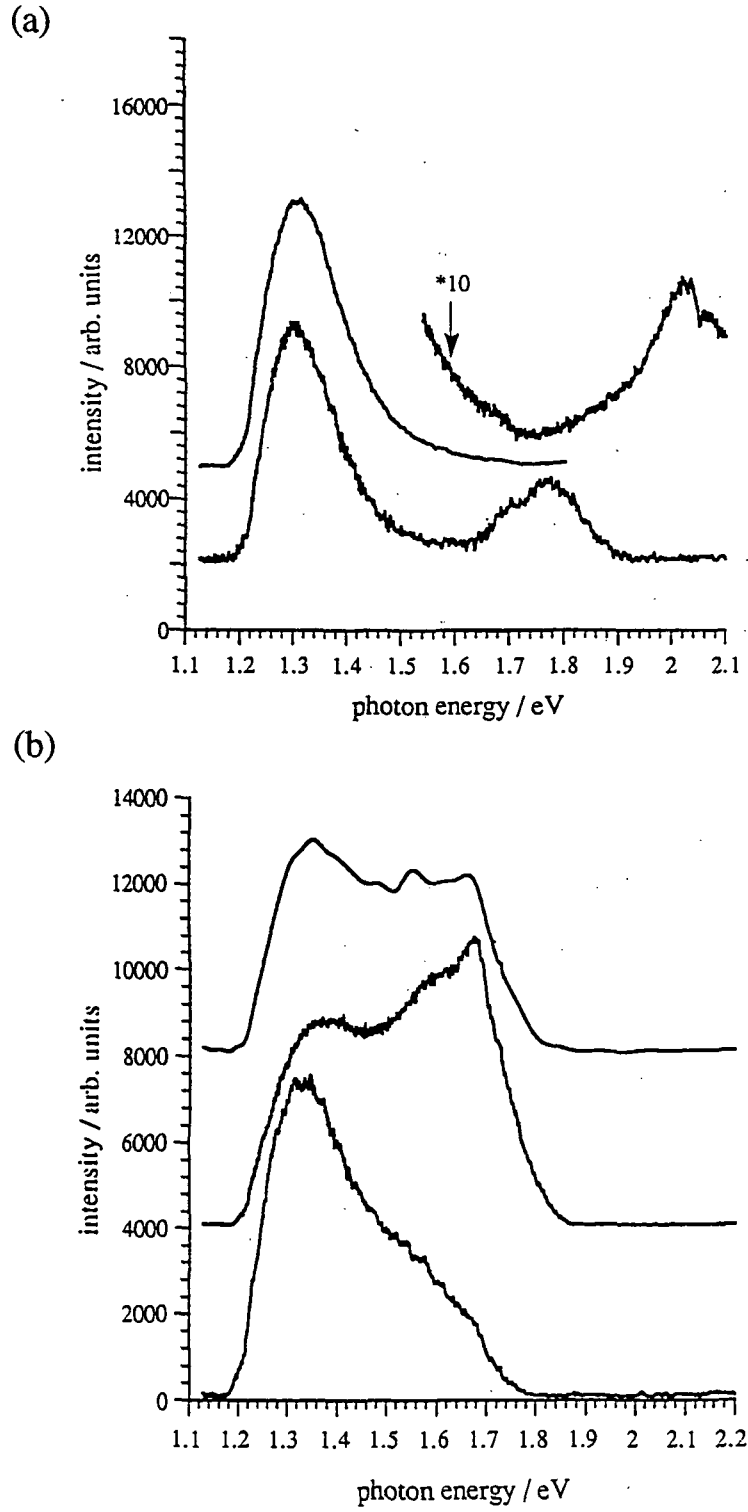 (a)
intensity / arb. units
16000
12000
8000
4000
0
*10
1.1 1.2 1.3 1.4 1.5 1.6 1.7 1.8 1.9 2 2.1
photon energy / eV
(b)
intensity / arb. units
14000
12000
10000
8000
6000
4000
2000
0
1.1 1.2 1.3 1.4 1.5 1.6 1.7 1.8 1.9 2 2.1 2.2
photon energy / eV